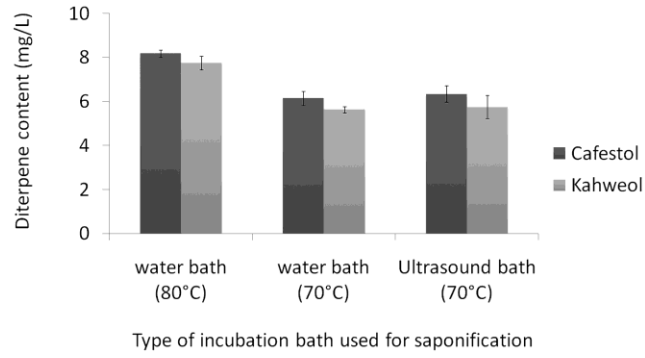 Diterpene content (mg/L)
10
8
6
4
2
0
water bath
(80°C)
water bath
(70°C)
Ultrasound bath
(70°C)
Type of incubation bath used for saponification
Cafestol
Kahweol